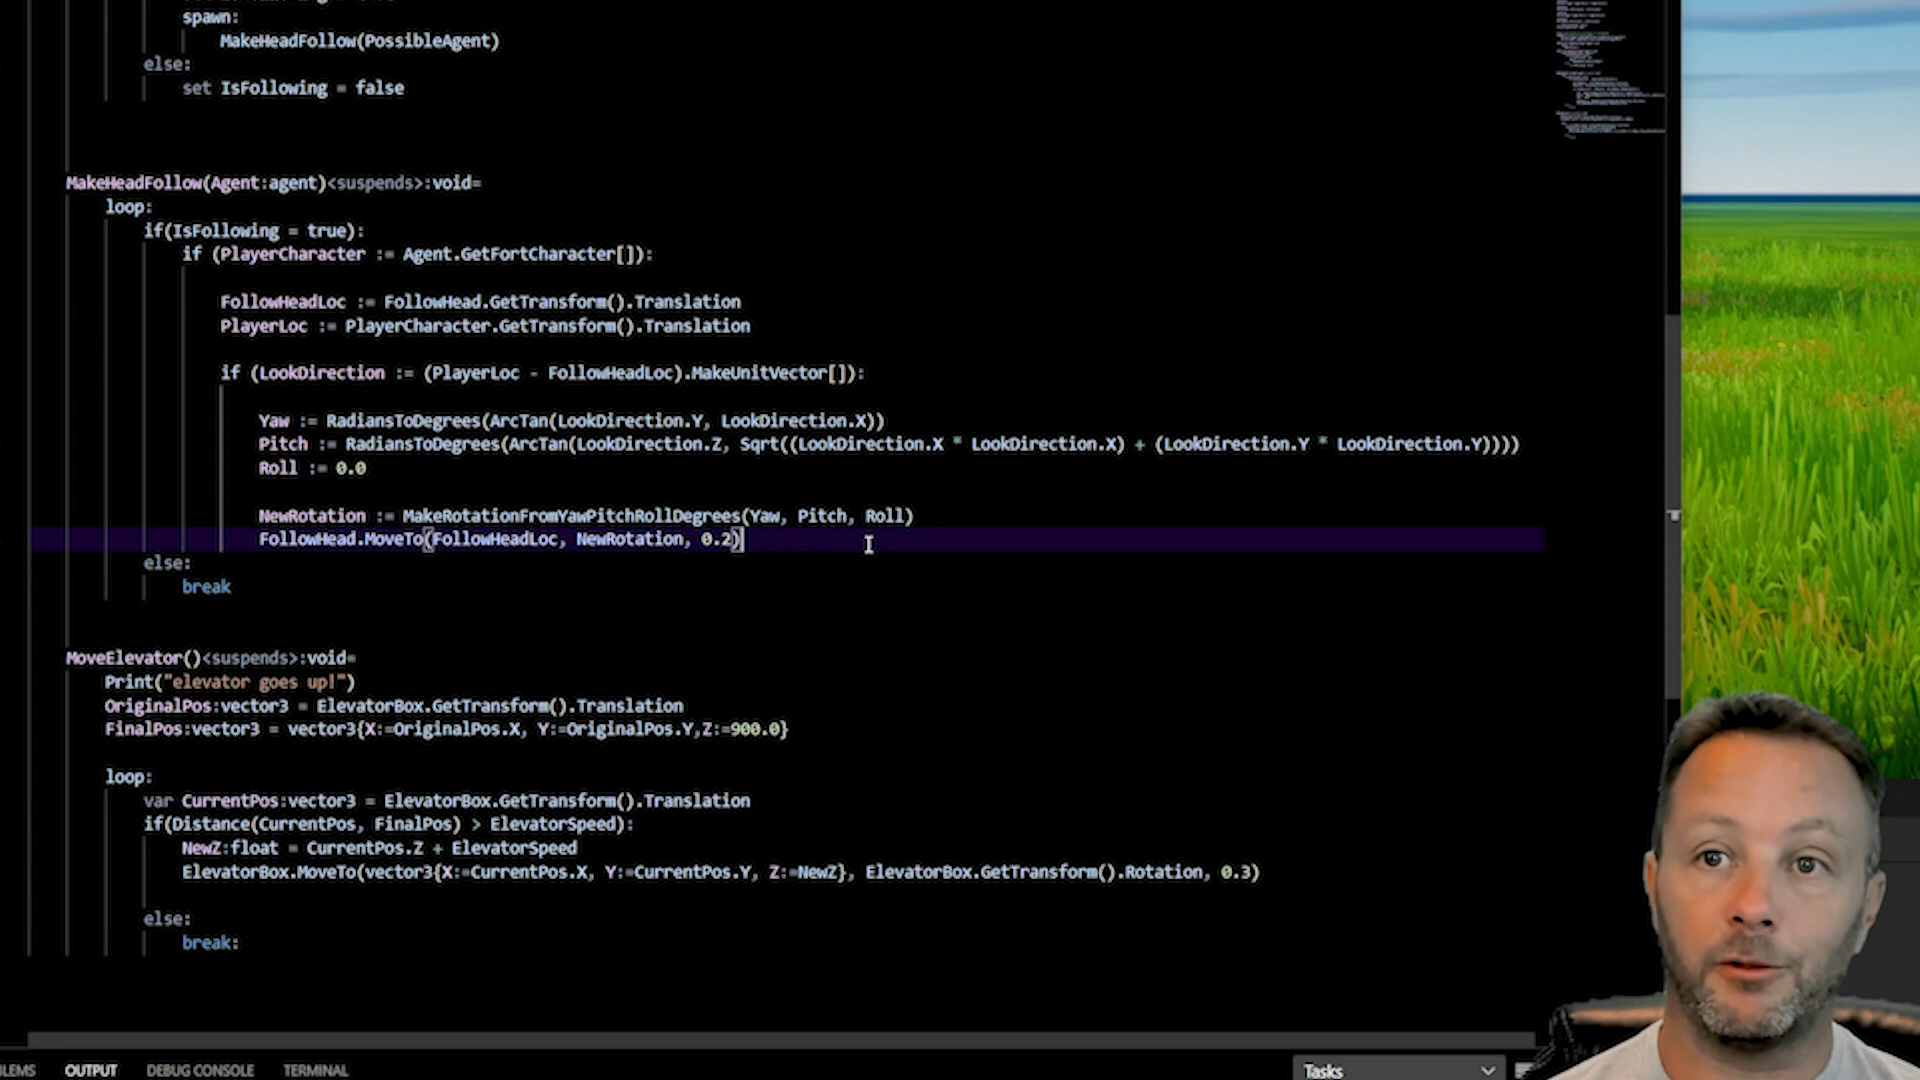 spawn:
MakeHeadFollow(PossibleAgent)
else:
set IsFollowing = false
MakeHeadFollow(Agent:agent)<suspends>:void=
loop:
if(IsFollowing = true):
if (PlayerCharacter := Agent.GetFortCharacter[]):
FollowHeadLoc := FollowHead.GetTransform().Translation
PlayerLoc := PlayerCharacter.GetTransform().Translation
if (LookDirection := (PlayerLoc - FollowHeadLoc).MakeUnitVector[]):
Yaw := RadiansToDegrees(ArcTan(LookDirection.Y, LookDirection.X))
Pitch := RadiansToDegrees(ArcTan(LookDirection.Z, Sqrt((LookDirection.X * LookDirection.X) + (LookDirection.Y * LookDirection.Y))))
Roll := 0.0
NewRotation := MakeRotationFromYawPitchRollDegrees(Yaw, Pitch, Roll)
FollowHead.MoveTo(FollowHeadLoc, NewRotation, 0.2)
else:
break
MoveElevator()<suspends>:void=
Print("elevator goes up!")
OriginalPos:vector3 = ElevatorBox.GetTransform().Translation
FinalPos:vector3 = vector3{X:=OriginalPos.X, Y:=OriginalPos.Y,Z:=900.0}
loop:
var CurrentPos:vector3 = ElevatorBox.GetTransform().Translation
if(Distance(CurrentPos, FinalPos) > ElevatorSpeed):
NewZ:float = CurrentPos.Z + ElevatorSpeed
ElevatorBox.MoveTo(vector3{X:=CurrentPos.X, Y:=CurrentPos.Y, Z:=NewZ}, ElevatorBox.GetTransform().Rotation, 0.3)
else:
break:
LEMS OUTPUT DEBUG CONSOLE TERMINAL Tasks